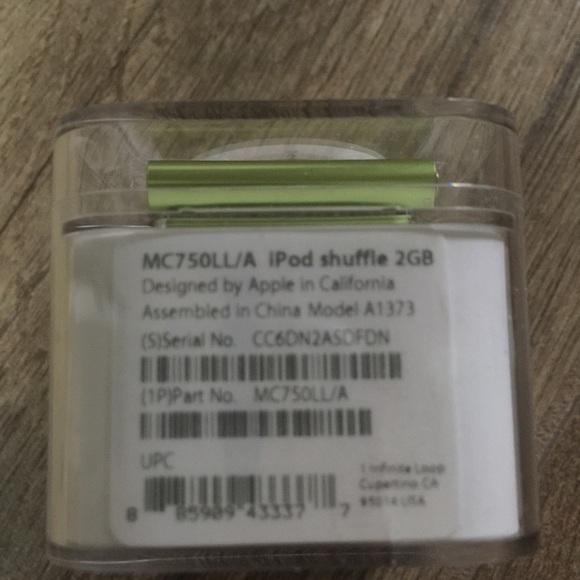 MC750LL/A iPod shuffle 2GB
Designed by Apple in California
Assembled in China Model A1373
(S)Serial No. CC6DN2ASDFDN
(1P)Part No. MC750LL/A
UPC
1 Infinite Loop
Cupertino, CA
95014 USA
8 85909 43337 7